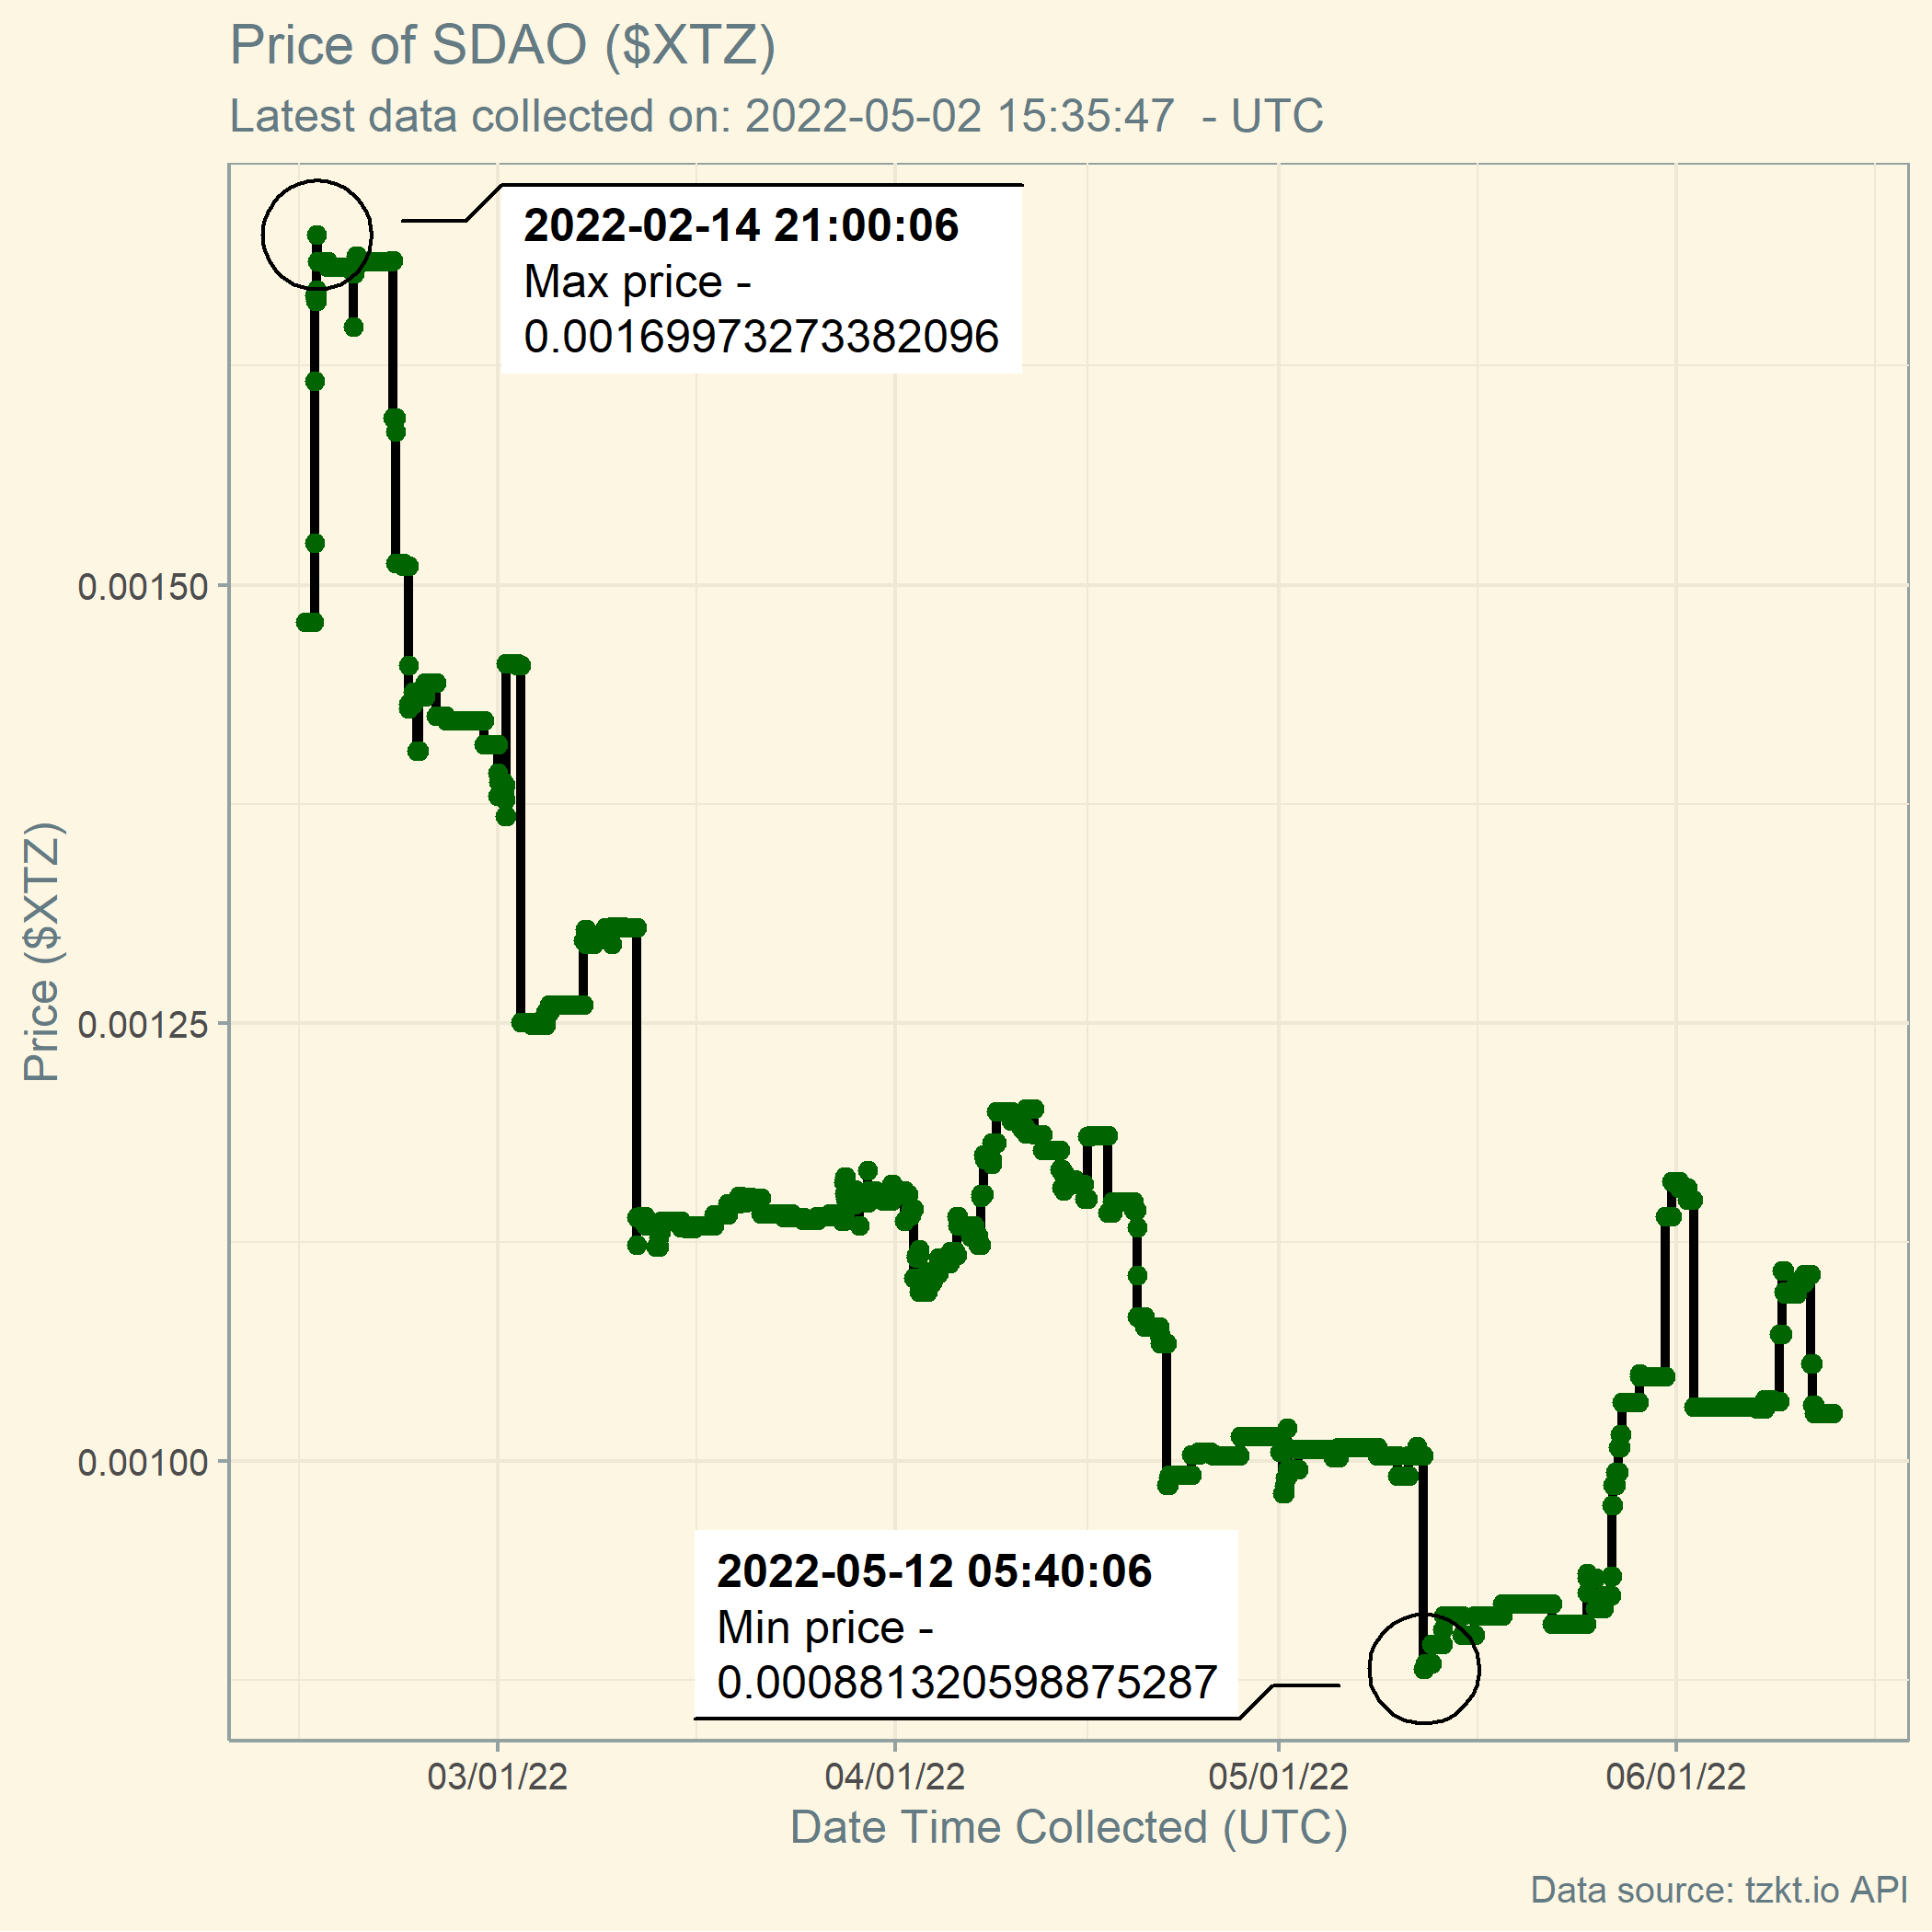 Price of SDAO ($XTZ)
Latest data collected on: 2022-05-02 15:35:47  - UTC
2022-02-14 21:00:06
Max price -
0.00169973273382096
0.00150
0.00125
0.00100
Price ($XTZ)
2022-05-12 05:40:06
Min price -
0.000881320598875287
03/01/22
04/01/22
05/01/22
06/01/22
Date Time Collected (UTC)
Data source: tzkt.io API